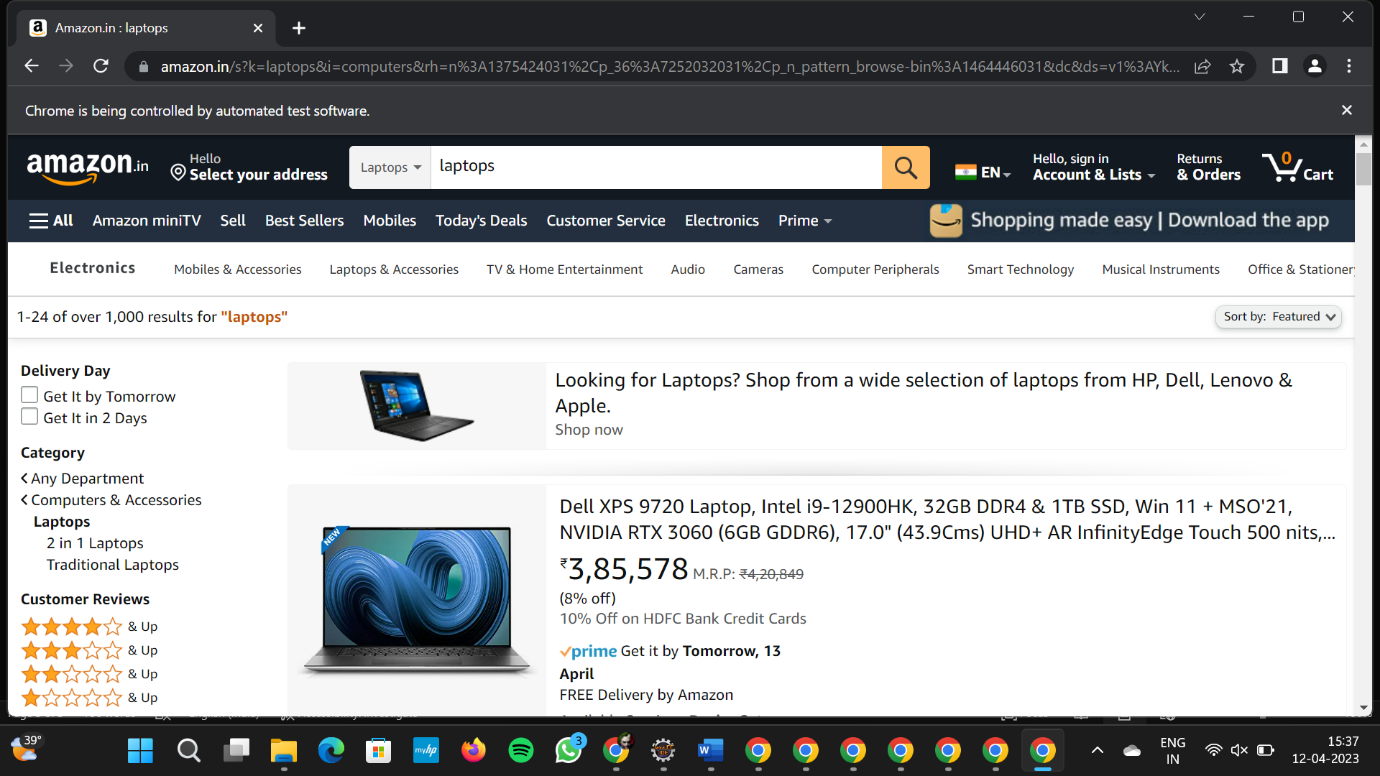 Amazon.in : laptops
amazon.in/s?k=laptops&i=computers&rh=n%3A1375424031%2Cp_36%3A7252032031%2Cp_n_pattern_browse-bin%3A1464446031&dc&ds=v1%3AYk...
Chrome is being controlled by automated test software.
amazon.in
Hello
Select your address
Laptops
laptops
EN
Hello, sign in
Account & Lists
Returns
& Orders
0
Cart
All Amazon miniTV Sell Best Sellers Mobiles Today's Deals Customer Service Electronics Prime
Shopping made easy | Download the app
Electronics Mobiles & Accessories Laptops & Accessories TV & Home Entertainment Audio Cameras Computer Peripherals Smart Technology Musical Instruments Office & Stationery
1-24 of over 1,000 results for "laptops"
Sort by: Featured
Delivery Day
Get It by Tomorrow
Get It in 2 Days
Category
Any Department
Computers & Accessories
Laptops
2 in 1 Laptops
Traditional Laptops
Customer Reviews
& Up
& Up
& Up
& Up
Looking for Laptops? Shop from a wide selection of laptops from HP, Dell, Lenovo &
Apple.
Shop now
NEW
Dell XPS 9720 Laptop, Intel i9-12900HK, 32GB DDR4 & 1TB SSD, Win 11 + MSO'21,
NVIDIA RTX 3060 (6GB GDDR6), 17.0" (43.9Cms) UHD+ AR InfinityEdge Touch 500 nits,...
₹3,85,578 M.R.P: ₹4,20,849
(8% off)
10% Off on HDFC Bank Credit Cards
prime Get it by Tomorrow, 13
April
FREE Delivery by Amazon
39°
myhp
3
W
ENG
IN
15:37
12-04-2023